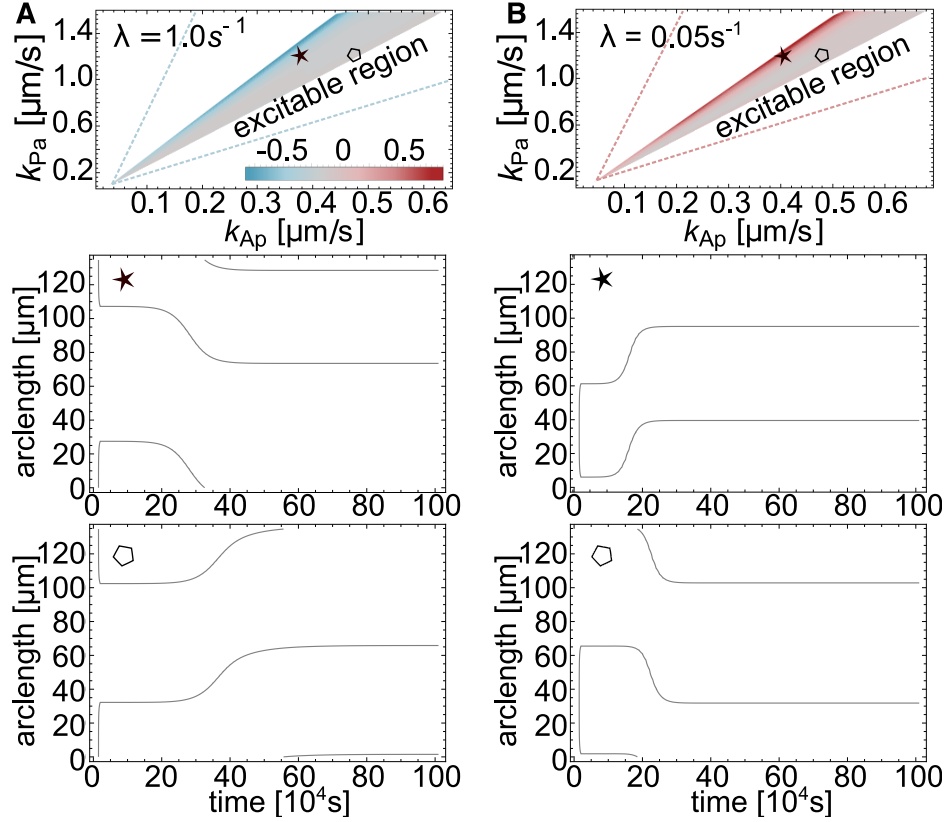 A
λ = 1.0s⁻¹
excitable region
-0.5 0 0.5
kPa [μm/s]
1.4
1.0
0.6
0.2
0.1 0.2 0.3 0.4 0.5 0.6
kAp [μm/s]
B
λ = 0.05s⁻¹
excitable region
kPa [μm/s]
1.4
1.0
0.6
0.2
0.1 0.2 0.3 0.4 0.5 0.6
kAp [μm/s]
arclength [μm]
120
100
80
60
40
20
0
0 20 40 60 80 100
arclength [μm]
120
100
80
60
40
20
0
0 20 40 60 80 100
arclength [μm]
120
100
80
60
40
20
0
0 20 40 60 80 100
time [10⁴s]
arclength [μm]
120
100
80
60
40
20
0
0 20 40 60 80 100
time [10⁴s]